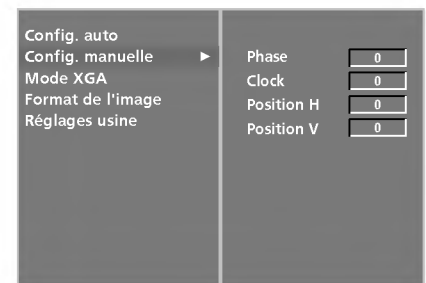 Config. auto
Config. manuelle ►
Mode XGA
Format de l'image
Réglages usine
Phase 0
Clock 0
Position H 0
Position V 0